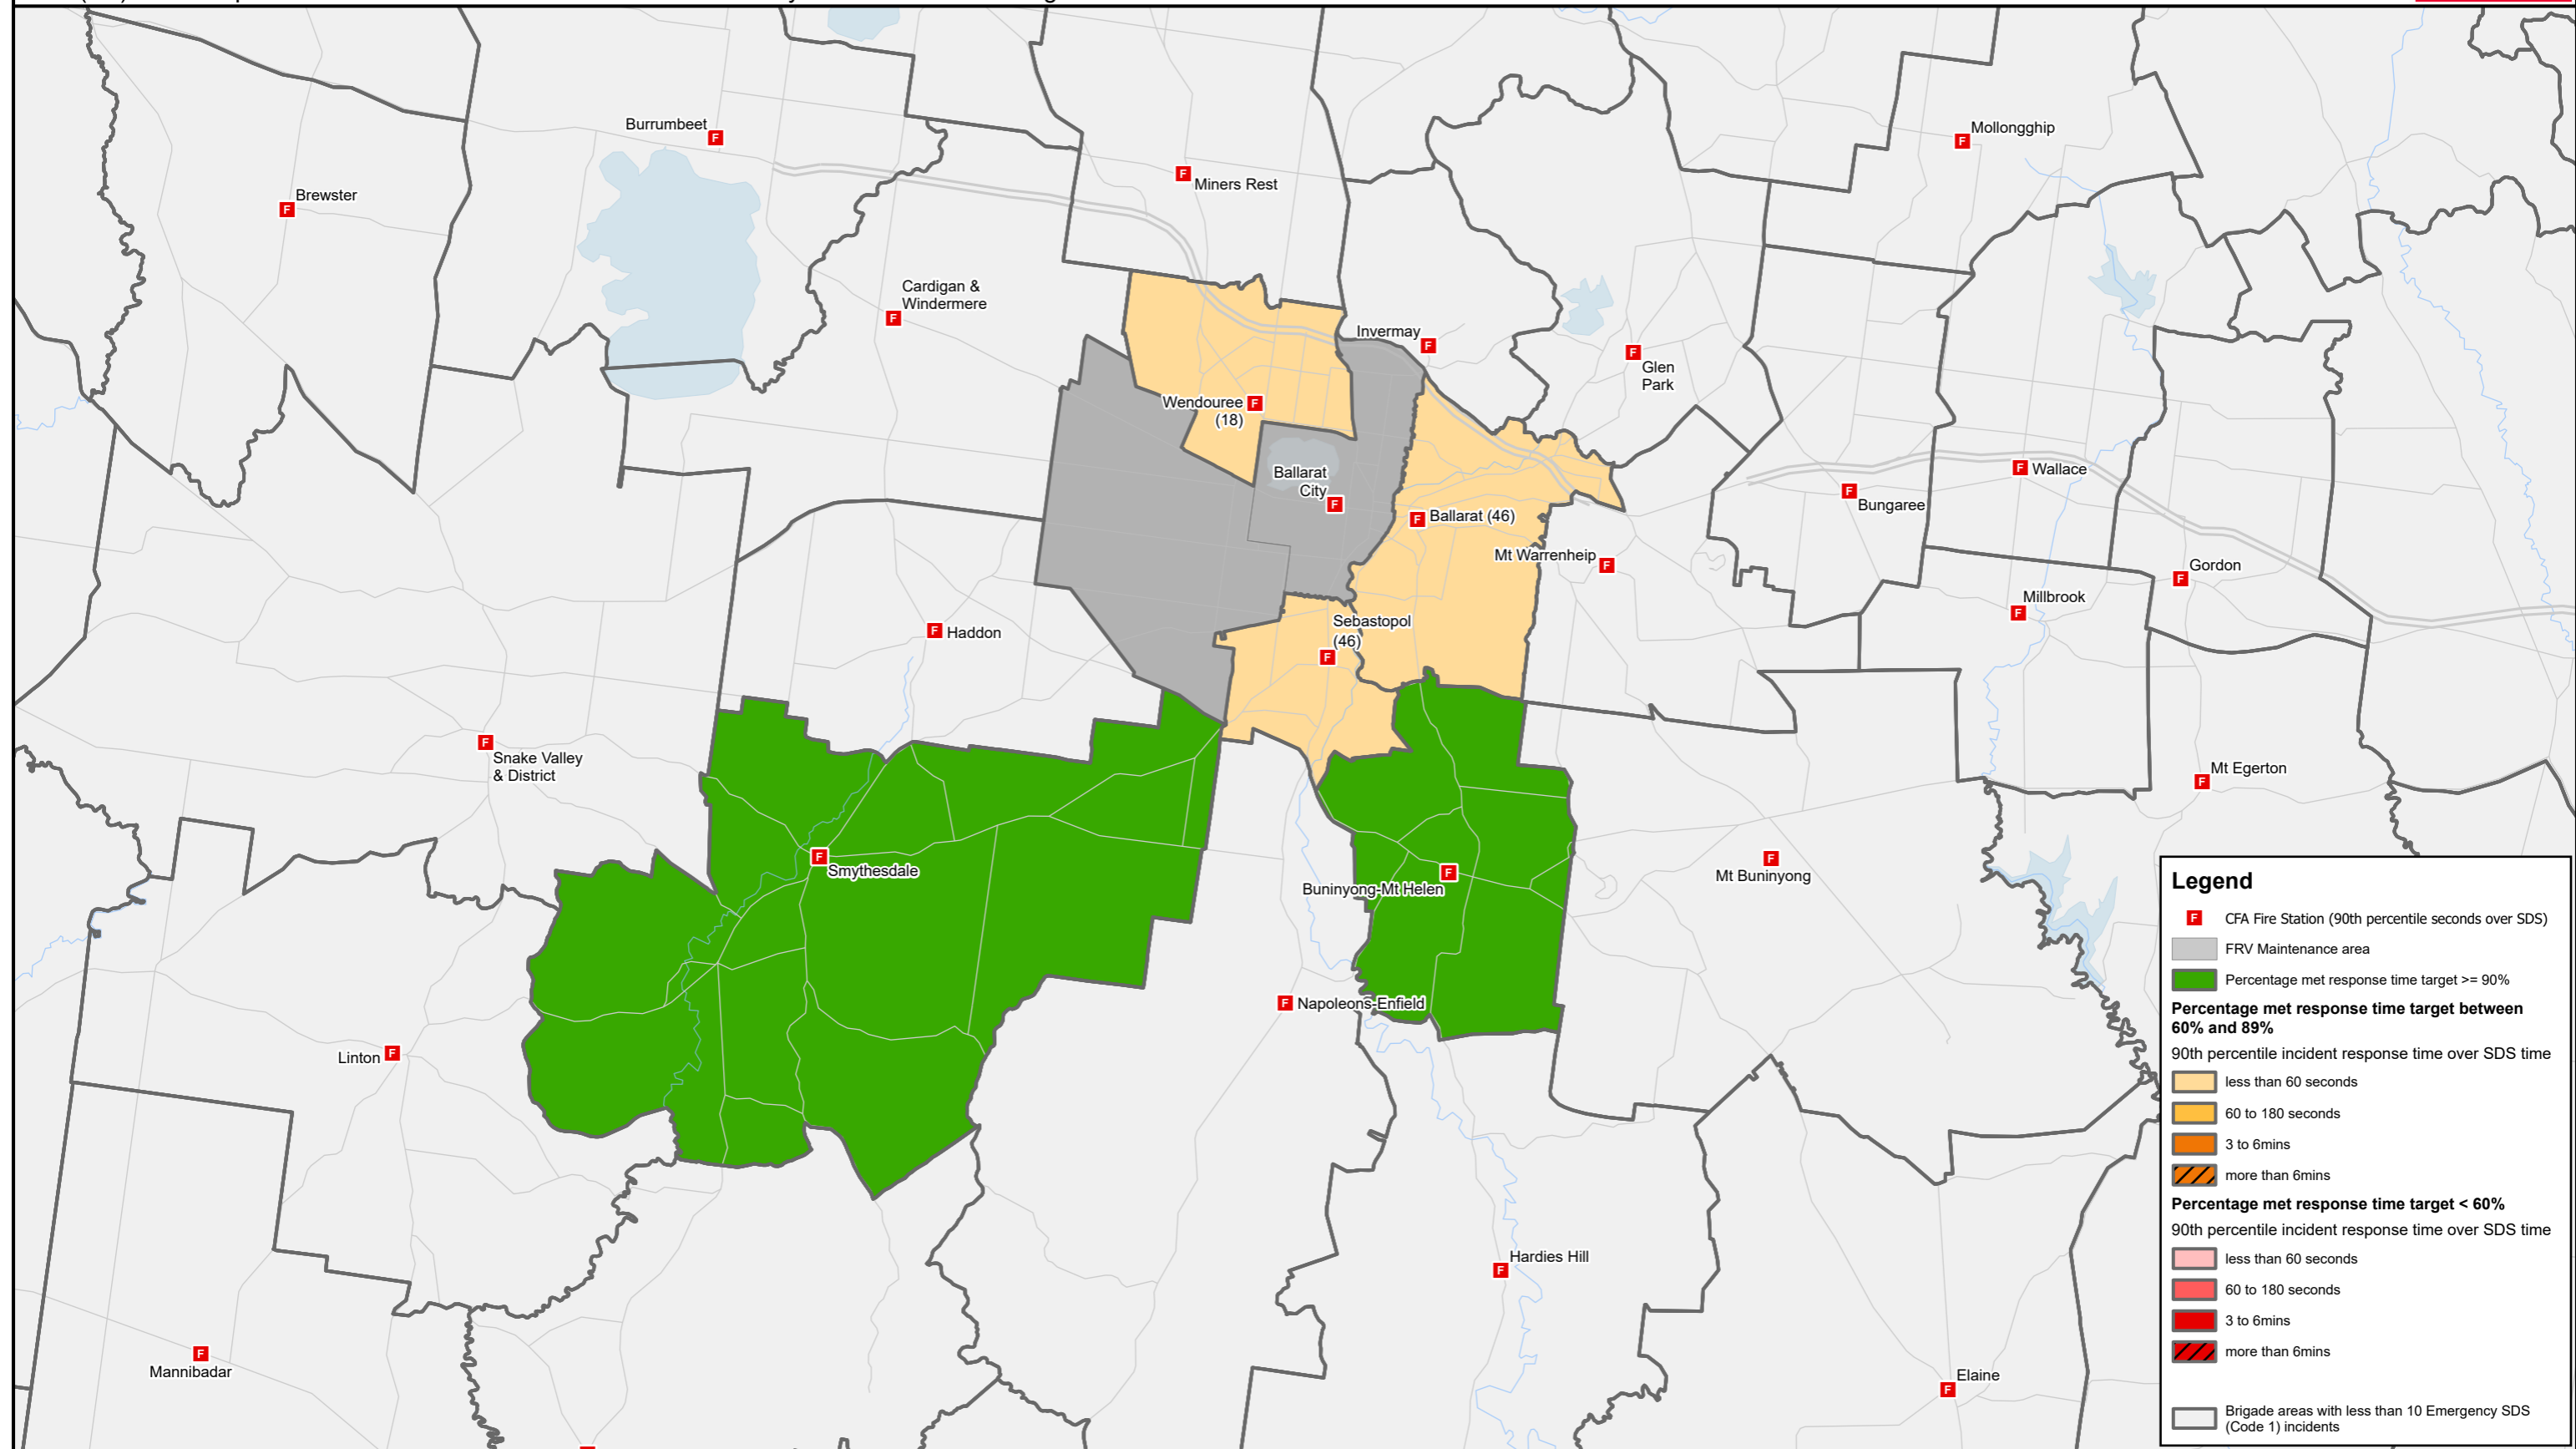 Burrumbeet
F
Mollongghip
F
Miners Rest
F
Brewster
F
Cardigan &
Windermere
F
Invermay
F
Glen
Park
F
Wendouree
(18)
F
Ballarat
City
F
Ballarat (46)
F
Wallace
F
Bungaree
F
Mt Warrenheip
F
Gordon
F
Millbrook
F
Sebastopol
(46)
F
Haddon
F
Snake Valley
& District
F
Mt Egerton
F
Smythesdale
F
Mt Buninyong
F
Buninyong-Mt Helen
F
Napoleons-Enfield
F
Linton
F
Hardies Hill
F
Mannibadar
F
Elaine
F
Legend
F CFA Fire Station (90th percentile seconds over SDS)
FRV Maintenance area
Percentage met response time target >= 90%
Percentage met response time target between
60% and 89%
90th percentile incident response time over SDS time
less than 60 seconds
60 to 180 seconds
3 to 6mins
more than 6mins
Percentage met response time target < 60%
90th percentile incident response time over SDS time
less than 60 seconds
60 to 180 seconds
3 to 6mins
more than 6mins
Brigade areas with less than 10 Emergency SDS
(Code 1) incidents